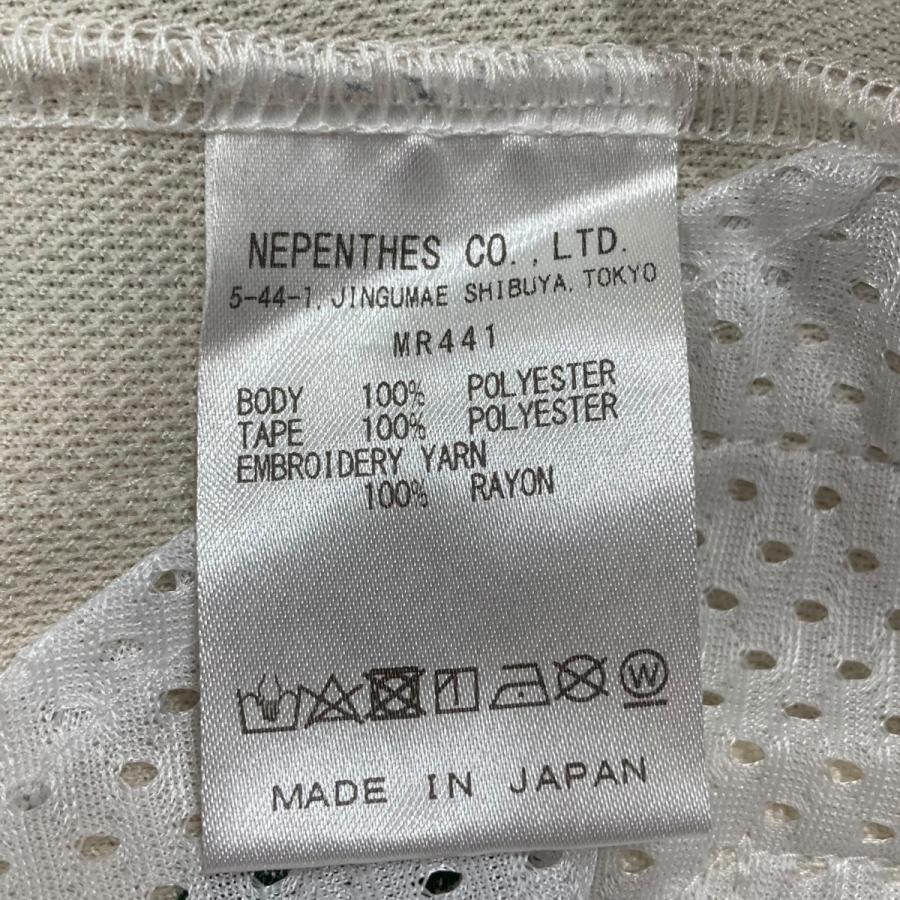 NEPENTHES CO., LTD.
5-44-1, JINGUMAE SHIBUYA, TOKYO
MR441
BODY 100% POLYESTER
TAPE 100% POLYESTER
EMBROIDERY YARN
100% RAYON
W
MADE IN JAPAN